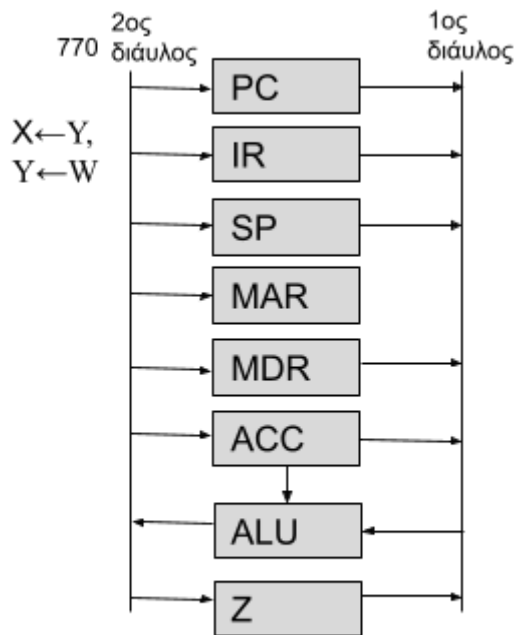 2ος
διάυλος
1ος
διάυλος
770
X←Y,
Y←W
PC
IR
SP
MAR
MDR
ACC
ALU
Z